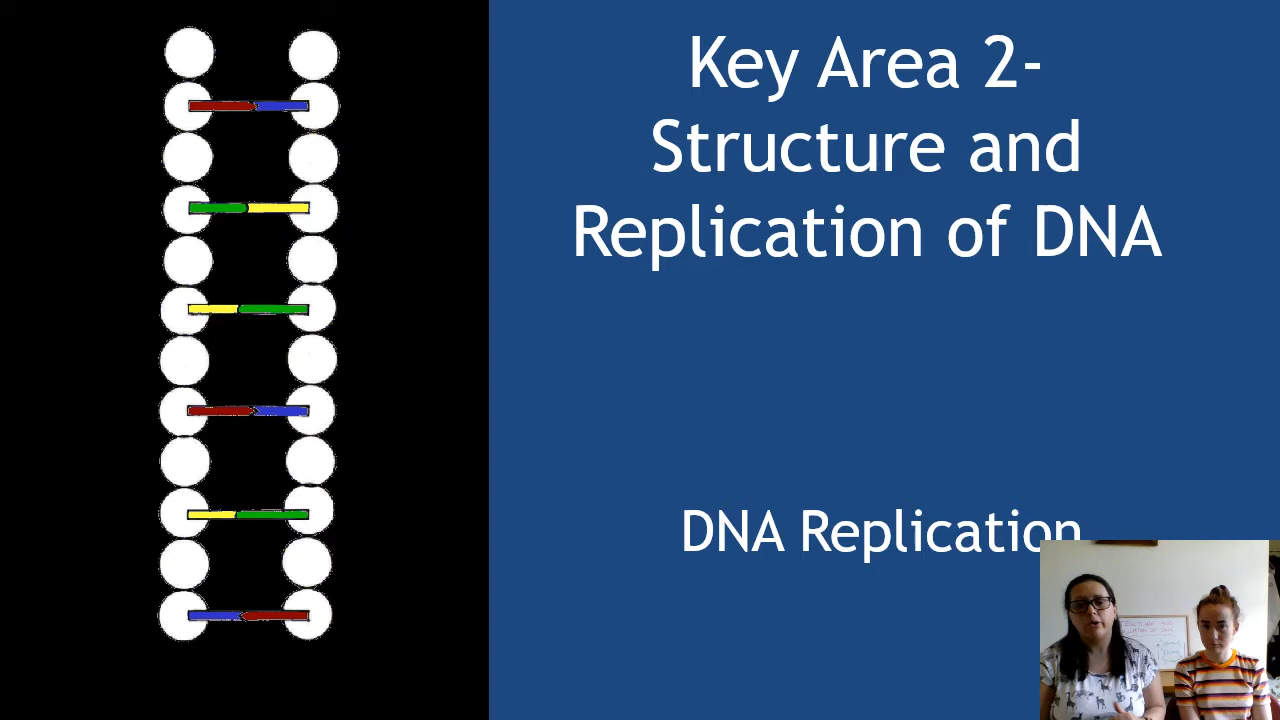 Key Area 2-
Structure and
Replication of DNA
DNA Replication